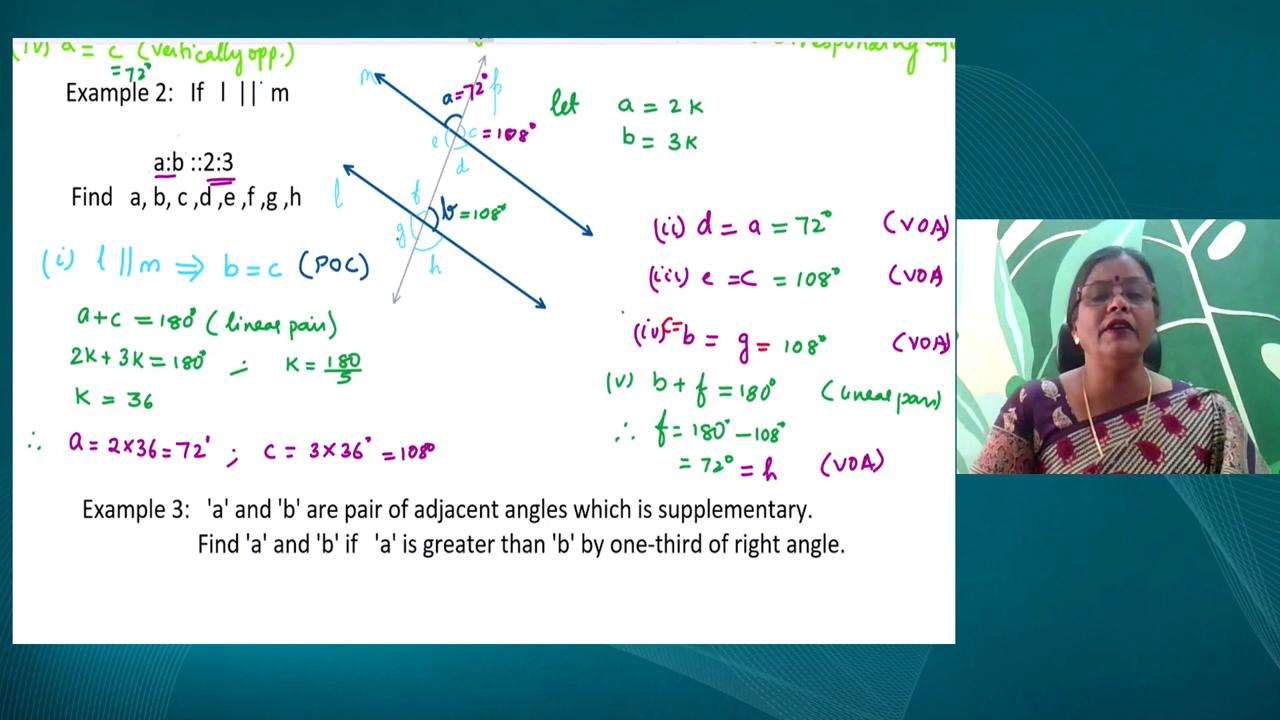 (iv) a = c (vertically opp.)
= 72°
Example 2: If l || m
a:b ::2:3
Find a, b, c ,d ,e ,f ,g ,h
(i) l || m ⇒ b = c (POC)
a + c = 180° (linear pair)
2K + 3K = 180° ; K = 180/5
K = 36
∴ a = 2×36 = 72° ; c = 3×36° = 108°
m
a = 72°
p
e
c = 108°
d
l
f
b = 108°
g
h
let a = 2K
b = 3K
(ii) d = a = 72° (VOA)
(iii) e = c = 108° (VOA)
(iv) c = b = g = 108° (VOA)
(v) b + f = 180° (linear pair)
∴ f = 180° – 108°
= 72° = h (VOA)
Example 3: 'a' and 'b' are pair of adjacent angles which is supplementary.
Find 'a' and 'b' if 'a' is greater than 'b' by one-third of right angle.